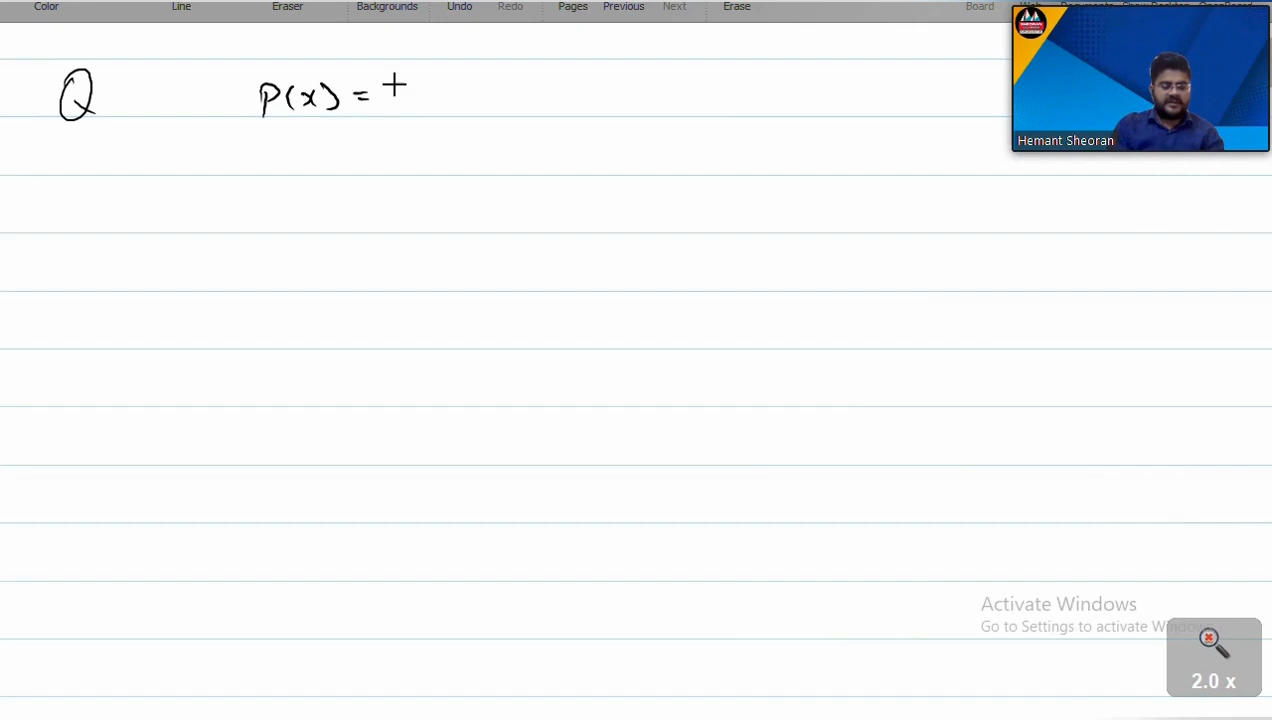 Color Line Eraser Backgrounds Undo Redo Pages Previous Next Erase Board
Q P(x) =
Hemant Sheoran
Activate Windows
Go to Settings to activate Windows.
2.0 x